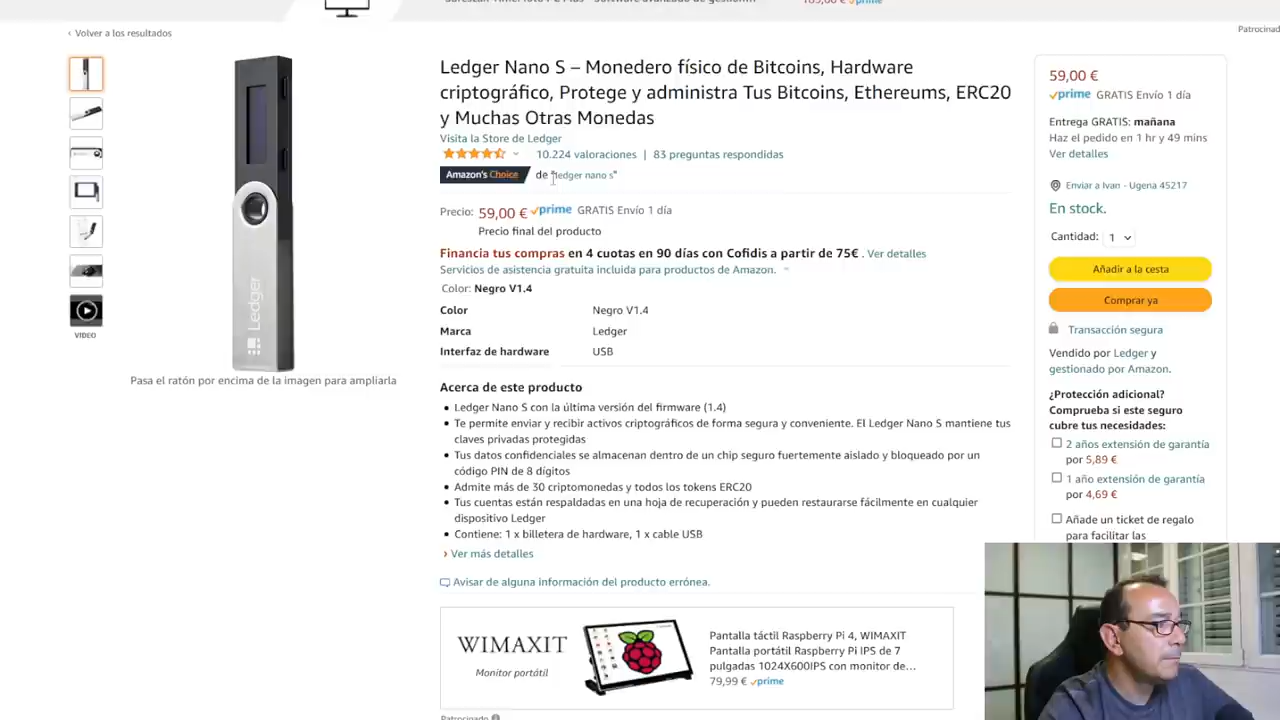 189,00 € prime
Patrocinad
‹ Volver a los resultados
Ledger Nano S – Monedero físico de Bitcoins, Hardware
criptográfico, Protege y administra Tus Bitcoins, Ethereums, ERC20
y Muchas Otras Monedas
Visita la Store de Ledger
10.224 valoraciones | 83 preguntas respondidas
Amazon's Choice de "ledger nano s"
Precio: 59,00 € prime GRATIS Envío 1 día
Precio final del producto
Financia tus compras en 4 cuotas en 90 días con Cofidis a partir de 75€ . Ver detalles
Servicios de asistencia gratuita incluida para productos de Amazon.
Color: Negro V1.4
Color Negro V1.4
Marca Ledger
Interfaz de hardware USB
Acerca de este producto
• Ledger Nano S con la última versión del firmware (1.4)
• Te permite enviar y recibir activos criptográficos de forma segura y conveniente. El Ledger Nano S mantiene tus
claves privadas protegidas
• Tus datos confidenciales se almacenan dentro de un chip seguro fuertemente aislado y bloqueado por un
código PIN de 8 dígitos
• Admite más de 30 criptomonedas y todos los tokens ERC20
• Tus cuentas están respaldadas en una hoja de recuperación y pueden restaurarse fácilmente en cualquier
dispositivo Ledger
• Contiene: 1 x billetera de hardware, 1 x cable USB
› Ver más detalles
Avisar de alguna información del producto errónea.
WIMAXIT
Monitor portátil
Pantalla táctil Raspberry Pi 4, WIMAXIT
Pantalla portátil Raspberry Pi IPS de 7
pulgadas 1024X600IPS con monitor de…
79,99 € prime
Patrocinado
Ledger
VIDEO
Pasa el ratón por encima de la imagen para ampliarla
59,00 €
prime GRATIS Envío 1 día
Entrega GRATIS: mañana
Haz el pedido en 1 hr y 49 mins
Ver detalles
Enviar a Ivan - Ugena 45217
En stock.
Cantidad: 1
Añadir a la cesta
Comprar ya
Transacción segura
Vendido por Ledger y
gestionado por Amazon.
¿Protección adicional?
Comprueba si este seguro
cubre tus necesidades:
2 años extensión de garantía
por 5,89 €
1 año extensión de garantía
por 4,69 €
Añade un ticket de regalo
para facilitar las